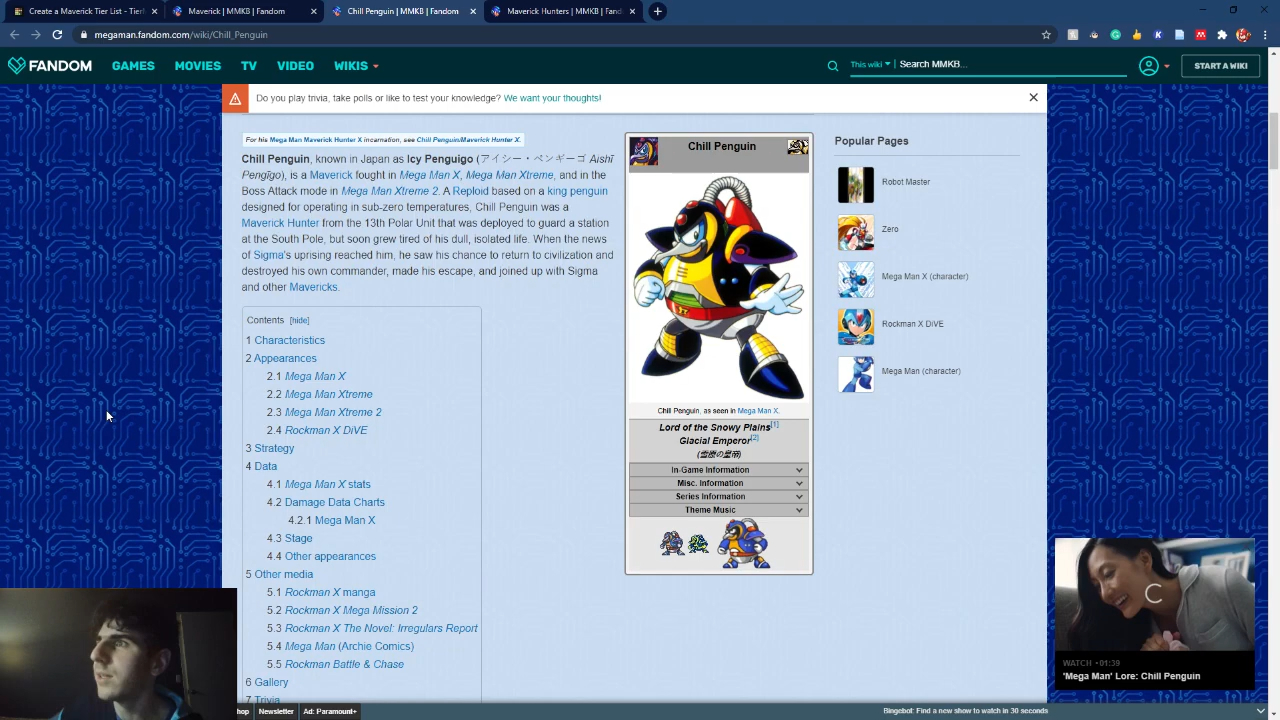 Create a Maverick Tier List - Tierl
Maverick Hunter | MMKB | Fandom
Chill Penguin | MMKB | Fandom
Maverick Hunters | MMKB | Fand
megaman.fandom.com/wiki/Chill_Penguin
FANDOM GAMES MOVIES TV VIDEO WIKIS
This wiki Search MMKB... START A WIKI
Do you play trivia, take polls or like to test your knowledge? We want your thoughts!
For his Mega Man Maverick Hunter X incarnation, see Chill Penguin/Maverick Hunter X.
Chill Penguin, known in Japan as Icy Penguigo (アイシー・ペンギーゴ Aishī
Pengīgo), is a Maverick fought in Mega Man X, Mega Man Xtreme, and in the
Boss Attack mode in Mega Man Xtreme 2. A Reploid based on a king penguin
designed for operating in sub-zero temperatures, Chill Penguin was a
Maverick Hunter from the 13th Polar Unit that was deployed to guard a station
at the South Pole, but soon grew tired of his dull, isolated life. When the news
of Sigma's uprising reached him, he saw his chance to return to civilization and
destroyed his own commander, made his escape, and joined up with Sigma
and other Mavericks.
Contents [hide]
1 Characteristics
2 Appearances
2.1 Mega Man X
2.2 Mega Man Xtreme
2.3 Mega Man Xtreme 2
2.4 Rockman X DiVE
3 Strategy
4 Data
4.1 Mega Man X stats
4.2 Damage Data Charts
4.2.1 Mega Man X
4.3 Stage
4.4 Other appearances
5 Other media
5.1 Rockman X manga
5.2 Rockman X Mega Mission 2
5.3 Rockman X The Novel: Irregulars Report
5.4 Mega Man (Archie Comics)
5.5 Rockman Battle & Chase
6 Gallery
7 Trivia
Chill Penguin
Chill Penguin, as seen in Mega Man X.
Lord of the Snowy Plains[1]
Glacial Emperor[2]
(雪原の皇帝)
In-Game Information
Misc. Information
Series Information
Theme Music
Popular Pages
Robot Master
Zero
Mega Man X (character)
Rockman X DiVE
Mega Man (character)
WATCH • 01:39
'Mega Man' Lore: Chill Penguin
hop Newsletter Ad: Paramount+
Bingebot: Find a new show to watch in 30 seconds